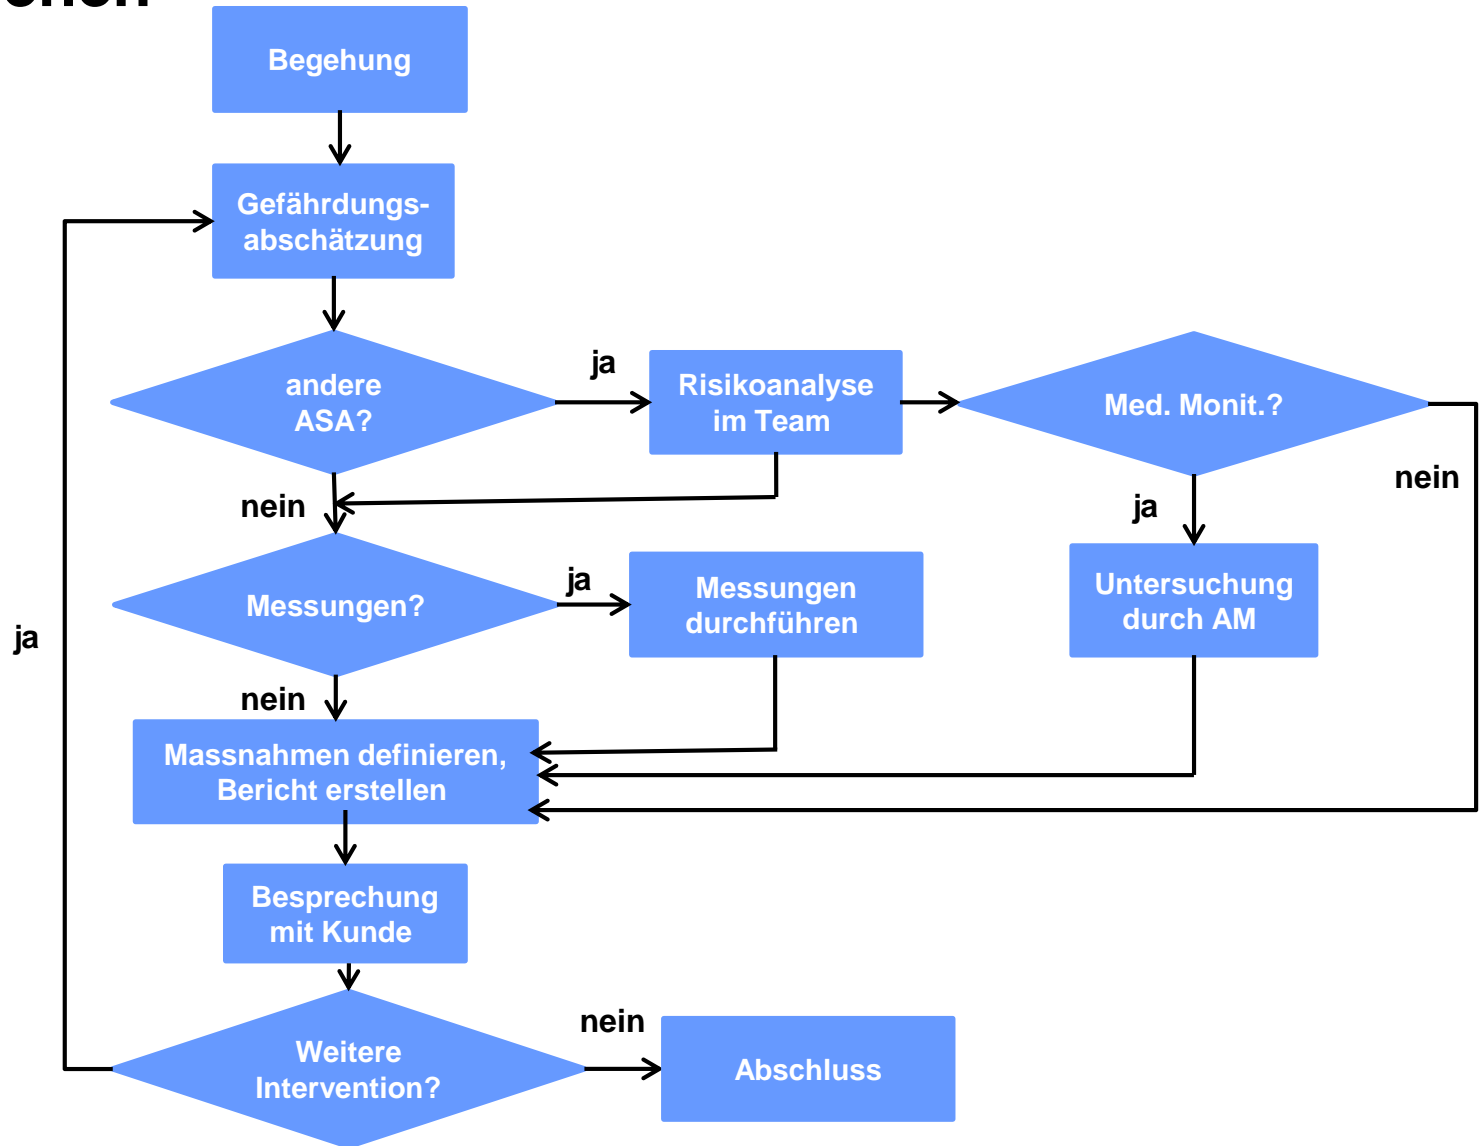 Begehung
Gefährdungs-
abschätzung
andere
ASA?
ja
Risikoanalyse
im Team
Med. Monit.?
nein
nein
ja
Messungen?
ja
Messungen
durchführen
Untersuchung
durch AM
ja
nein
Massnahmen definieren,
Bericht erstellen
Besprechung
mit Kunde
Weitere
Intervention?
nein
Abschluss